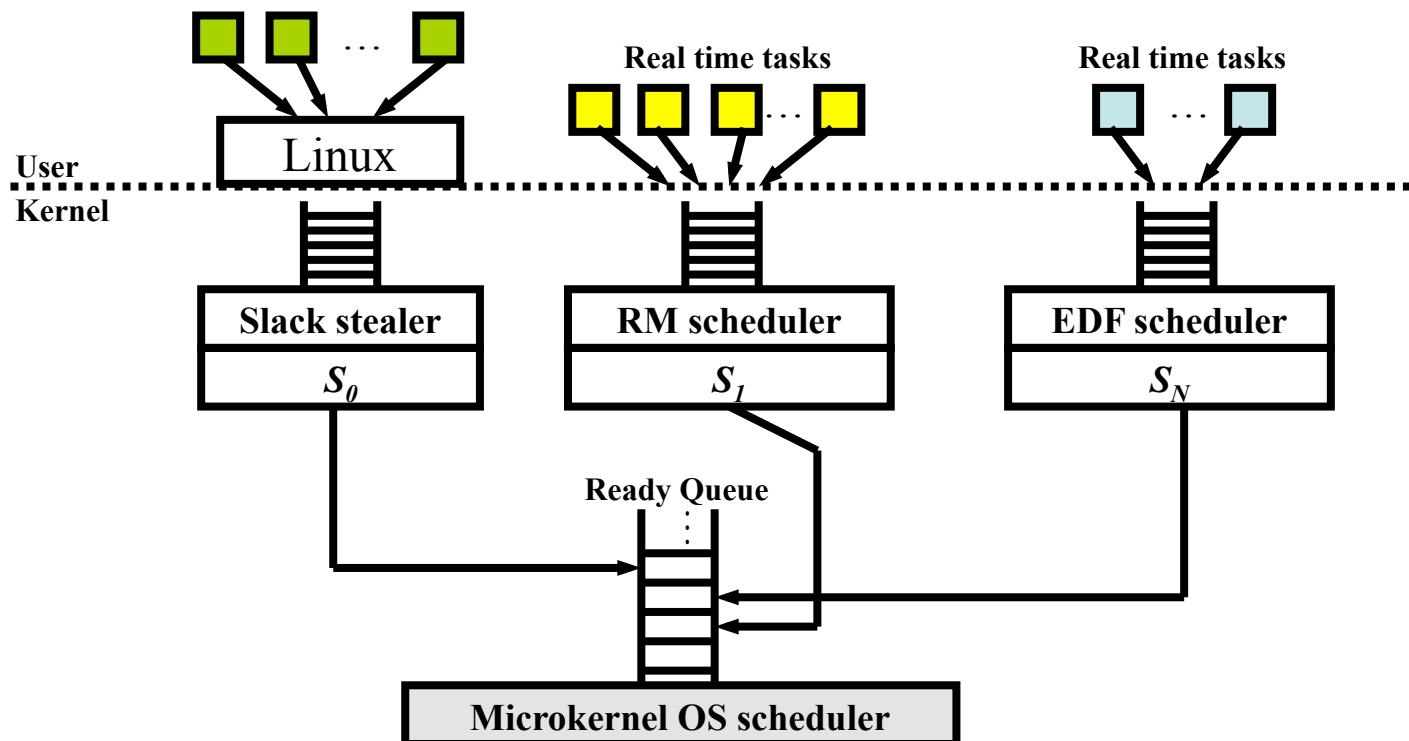 ...
Real time tasks
Real time tasks
...
...
Linux
User
Kernel
Slack stealer
RM scheduler
EDF scheduler
S0
S1
SN
Ready Queue
Microkernel OS scheduler